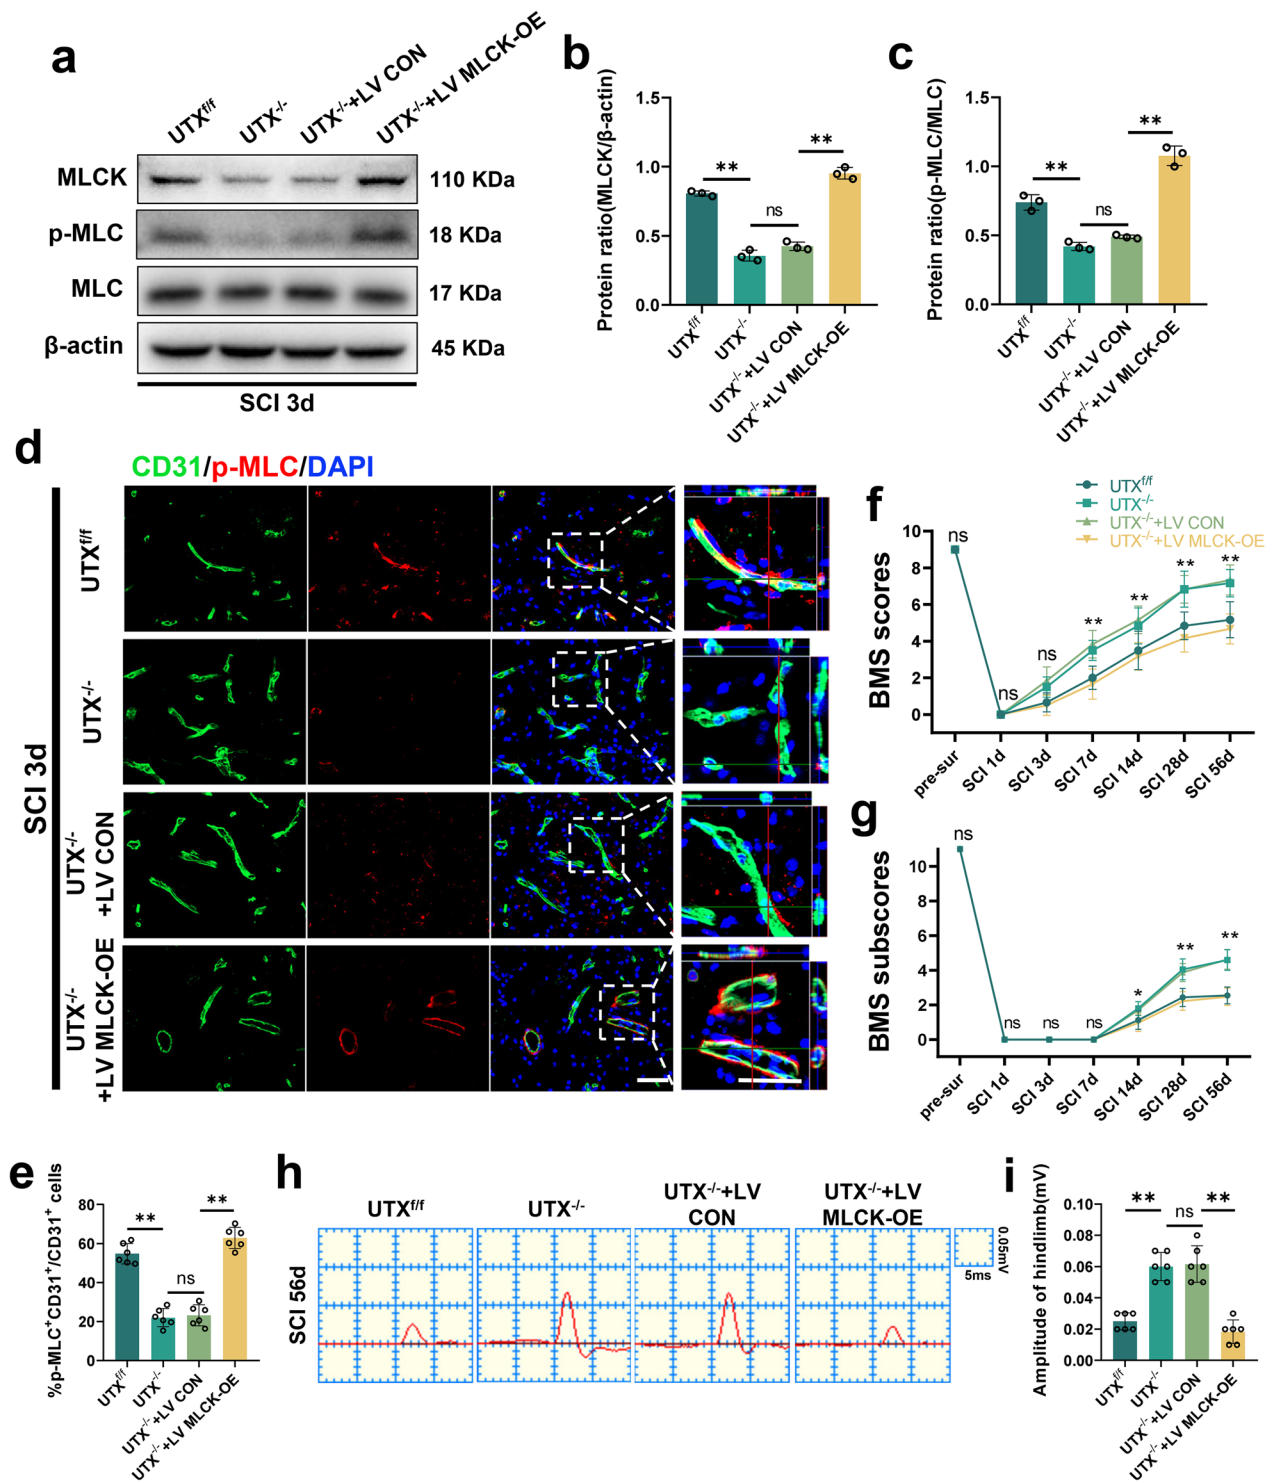 a
UTXf/f
UTX-/-
UTX-/-+LV CON
UTX-/-+LV MLCK-OE
MLCK
110 KDa
p-MLC
18 KDa
MLC
17 KDa
β-actin
45 KDa
SCI 3d
b
Protein ratio(MLCK/β-actin)
1.5
1.0
0.5
0.0
**
ns
**
UTXf/f
UTX-/-
UTX-/-+LV CON
UTX-/-+LV MLCK-OE
c
Protein ratio(p-MLC/MLC)
1.5
1.0
0.5
0.0
**
ns
**
UTXf/f
UTX-/-
UTX-/-+LV CON
UTX-/-+LV MLCK-OE
d
CD31/p-MLC/DAPI
SCI 3d
UTXf/f
UTX-/-
UTX-/-
+LV CON
UTX-/-
+LV MLCK-OE
e
%p-MLC+CD31+/CD31+ cells
80
60
40
20
0
**
ns
**
UTXf/f
UTX-/-
UTX-/-+LV CON
UTX-/-+LV MLCK-OE
f
UTXf/f
UTX-/-
UTX-/-+LV CON
UTX-/-+LV MLCK-OE
BMS scores
10
8
6
4
2
0
ns
ns
ns
**
**
**
**
pre-sur
SCI 1d
SCI 3d
SCI 7d
SCI 14d
SCI 28d
SCI 56d
g
BMS subscores
10
8
6
4
2
0
ns
ns
ns
ns
*
**
**
pre-sur
SCI 1d
SCI 3d
SCI 7d
SCI 14d
SCI 28d
SCI 56d
h
UTXf/f
UTX-/-
UTX-/-+LV
CON
UTX-/-+LV
MLCK-OE
SCI 56d
0.05mV
5ms
i
Amplitude of hindlimb(mV)
0.10
0.08
0.06
0.04
0.02
0.00
**
ns
**
UTXf/f
UTX-/-
UTX-/-+LV CON
UTX-/-+LV MLCK-OE